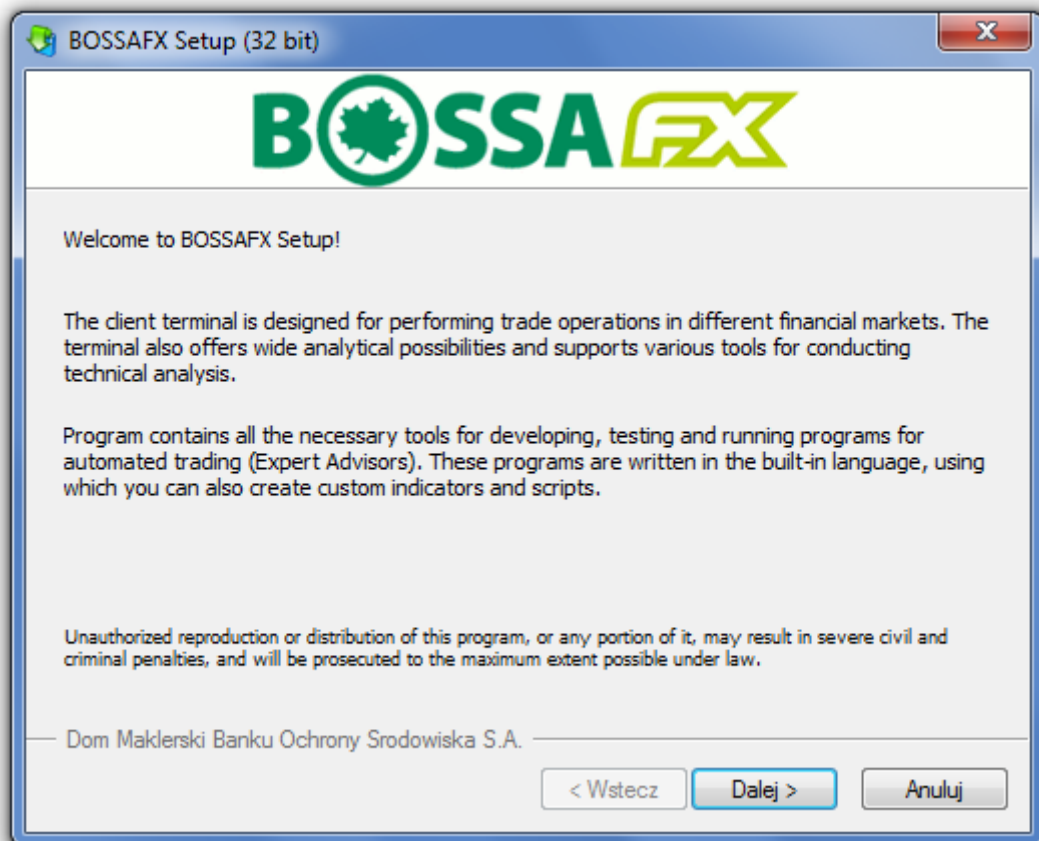 BOSSAFX Setup (32 bit)
BOSSA FX
Welcome to BOSSAFX Setup!
The client terminal is designed for performing trade operations in different financial markets. The
terminal also offers wide analytical possibilities and supports various tools for conducting
technical analysis.
Program contains all the necessary tools for developing, testing and running programs for
automated trading (Expert Advisors). These programs are written in the built-in language, using
which you can also create custom indicators and scripts.
Unauthorized reproduction or distribution of this program, or any portion of it, may result in severe civil and
criminal penalties, and will be prosecuted to the maximum extent possible under law.
Dom Maklerski Banku Ochrony Srodowiska S.A.
< Wstecz Dalej > Anuluj